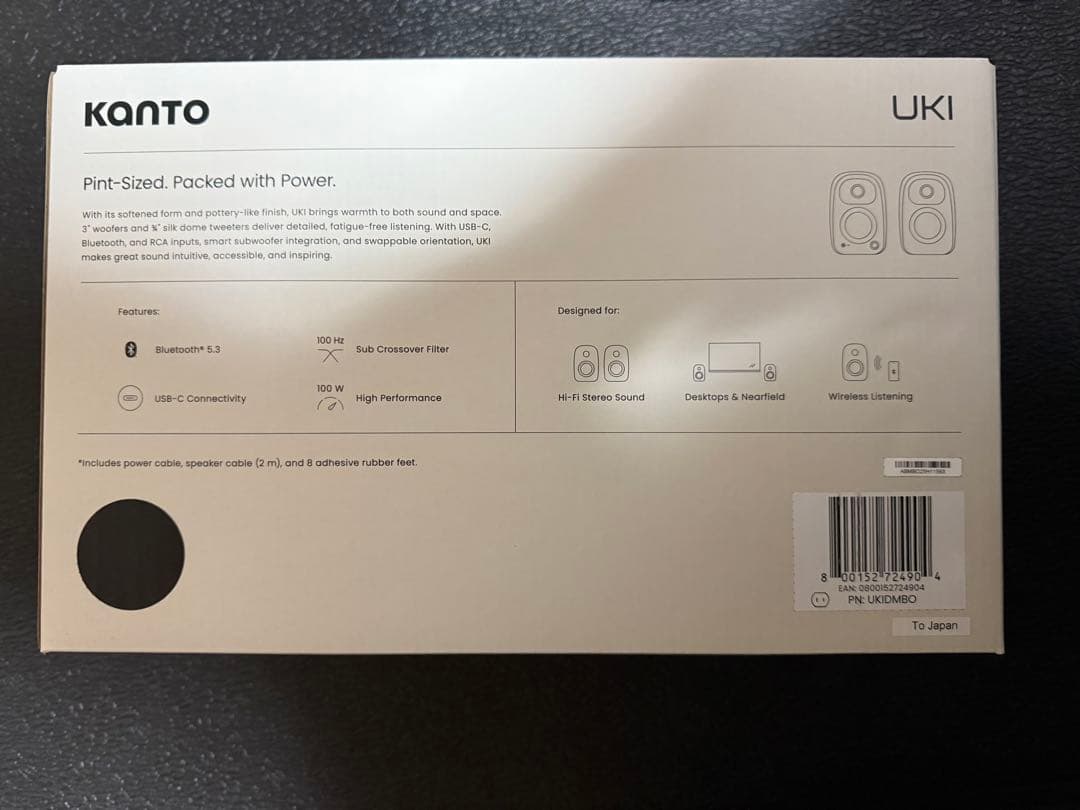 KANTO
UKI
Pint-Sized. Packed with Power.
With its softened form and pottery-like finish, UKI brings warmth to both sound and space.
3" woofers and ¾" silk dome tweeters deliver detailed, fatigue-free listening. With USB-C,
Bluetooth, and RCA inputs, smart subwoofer integration, and swappable orientation, UKI
makes great sound intuitive, accessible, and inspiring.
Features:
Bluetooth® 5.3
100 Hz
Sub Crossover Filter
USB-C Connectivity
100 W
High Performance
Designed for:
Hi-Fi Stereo Sound
Desktops & Nearfield
Wireless Listening
*Includes power cable, speaker cable (2 m), and 8 adhesive rubber feet.
8 00152 72490 4
EAN: 0800152724904
PN: UKIDMBO
To Japan